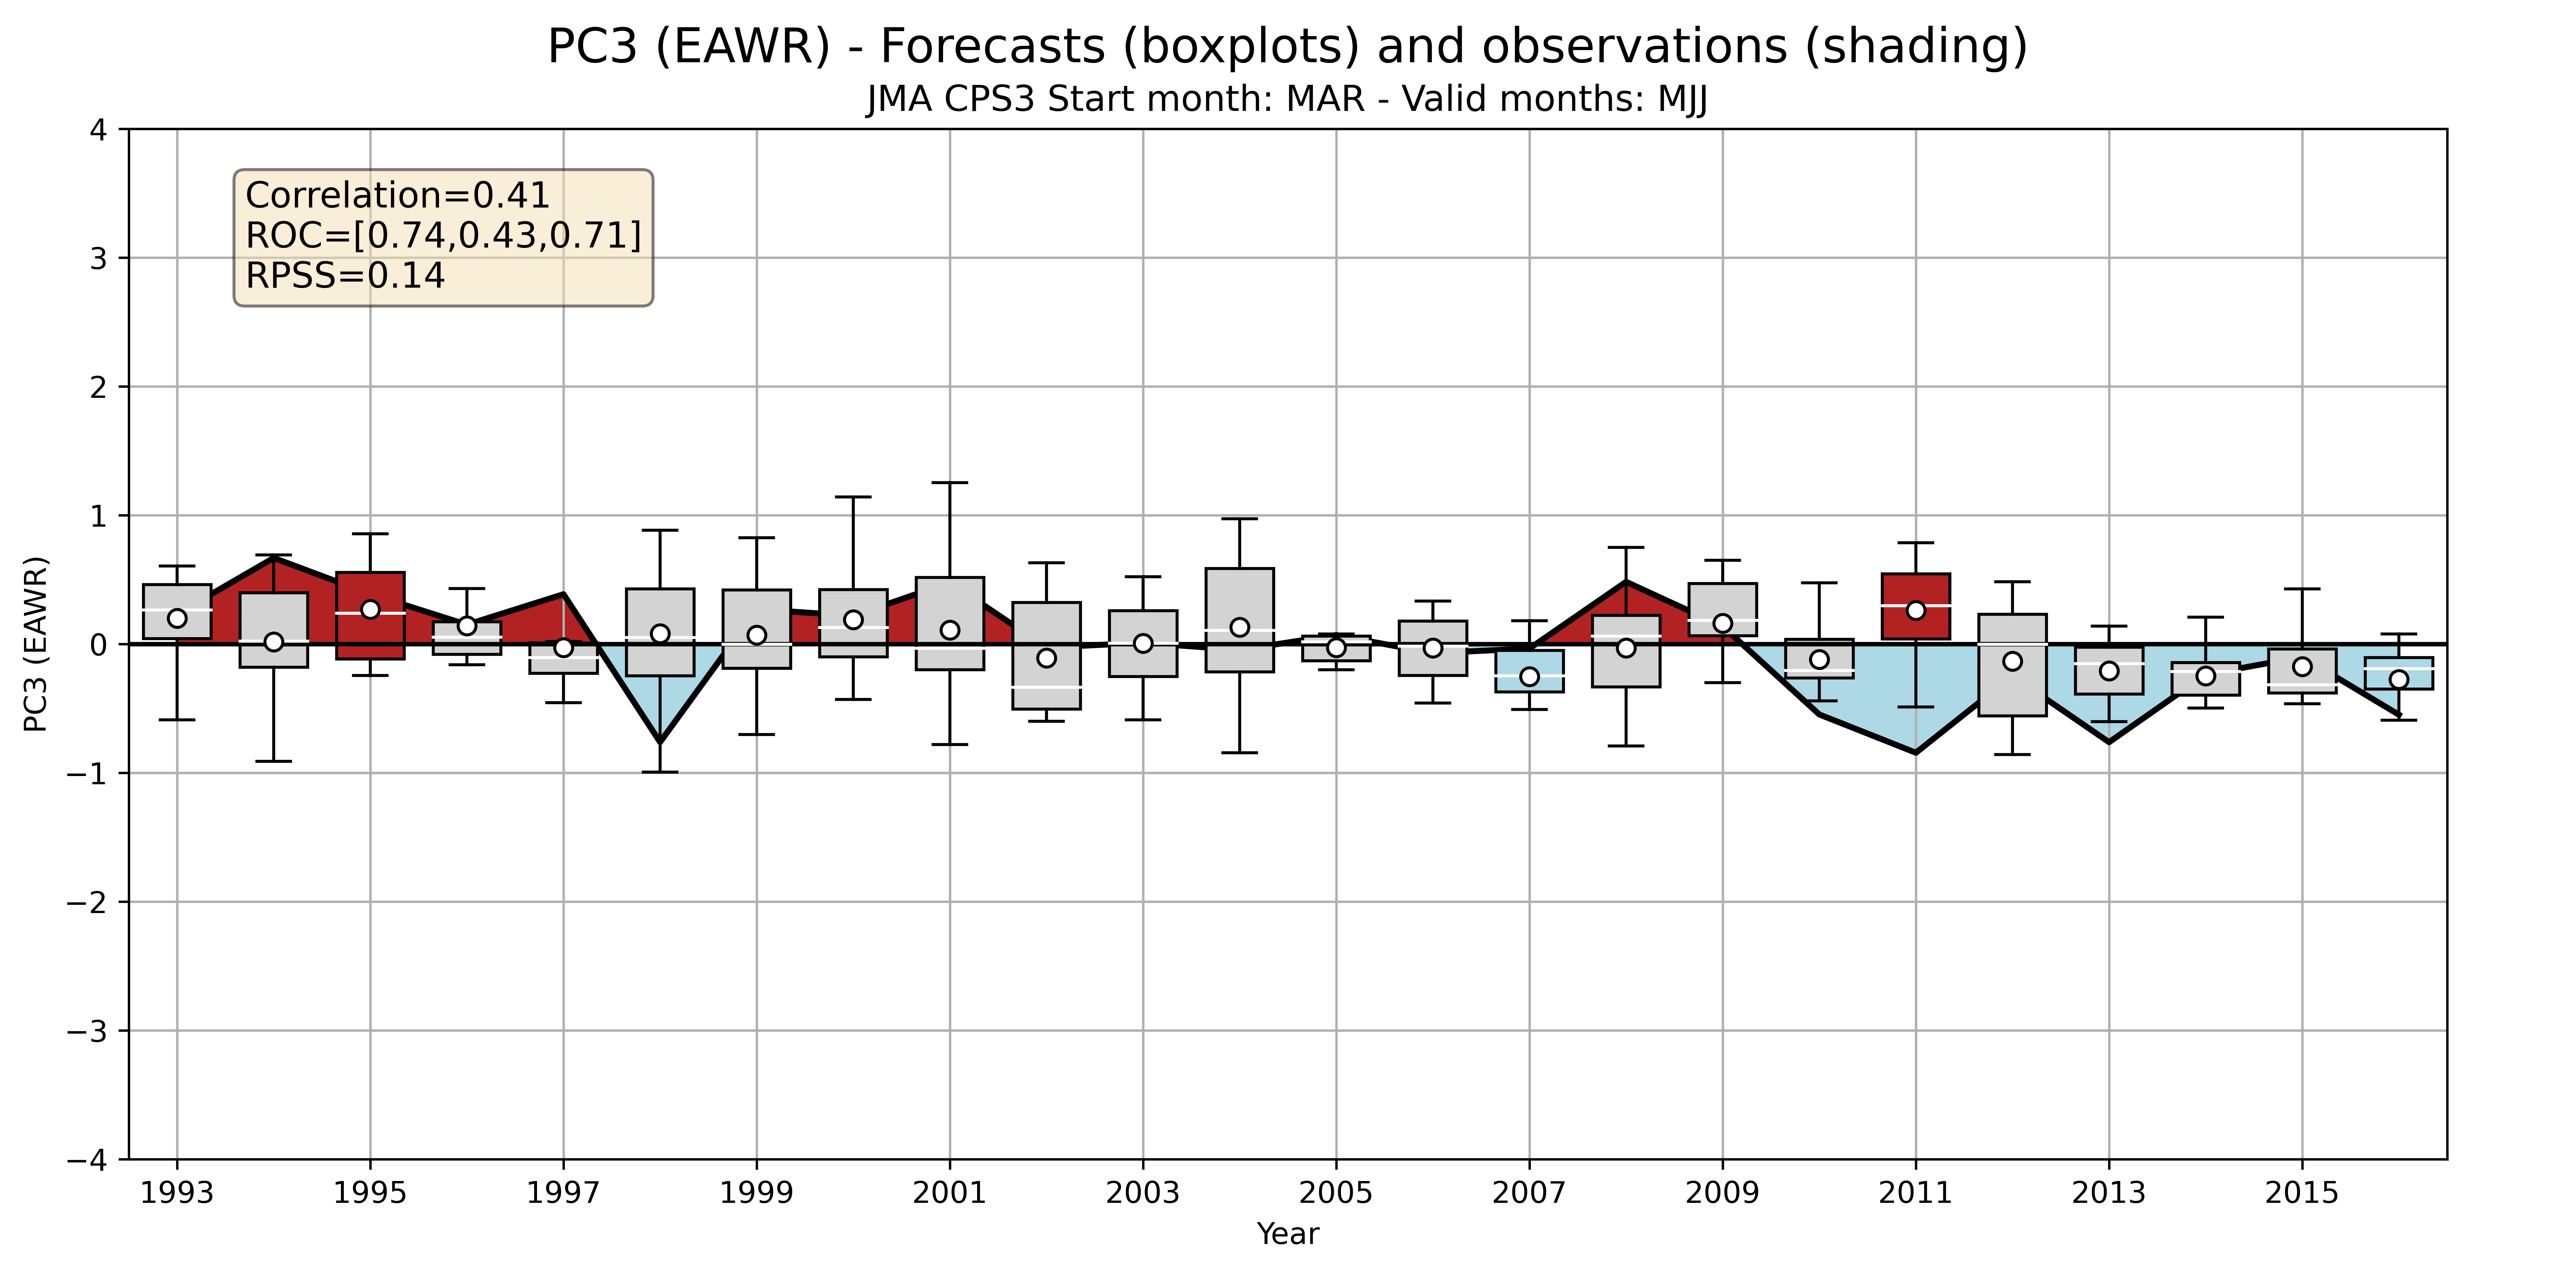 PC3 (EAWR) - Forecasts (boxplots) and observations (shading)
JMA CPS3 Start month: MAR - Valid months: MJJ
Correlation=0.41
ROC=[0.74,0.43,0.71]
RPSS=0.14
PC3 (EAWR)
4
3
2
1
0
−1
−2
−3
−4
1993 1995 1997 1999 2001 2003 2005 2007 2009 2011 2013 2015
Year